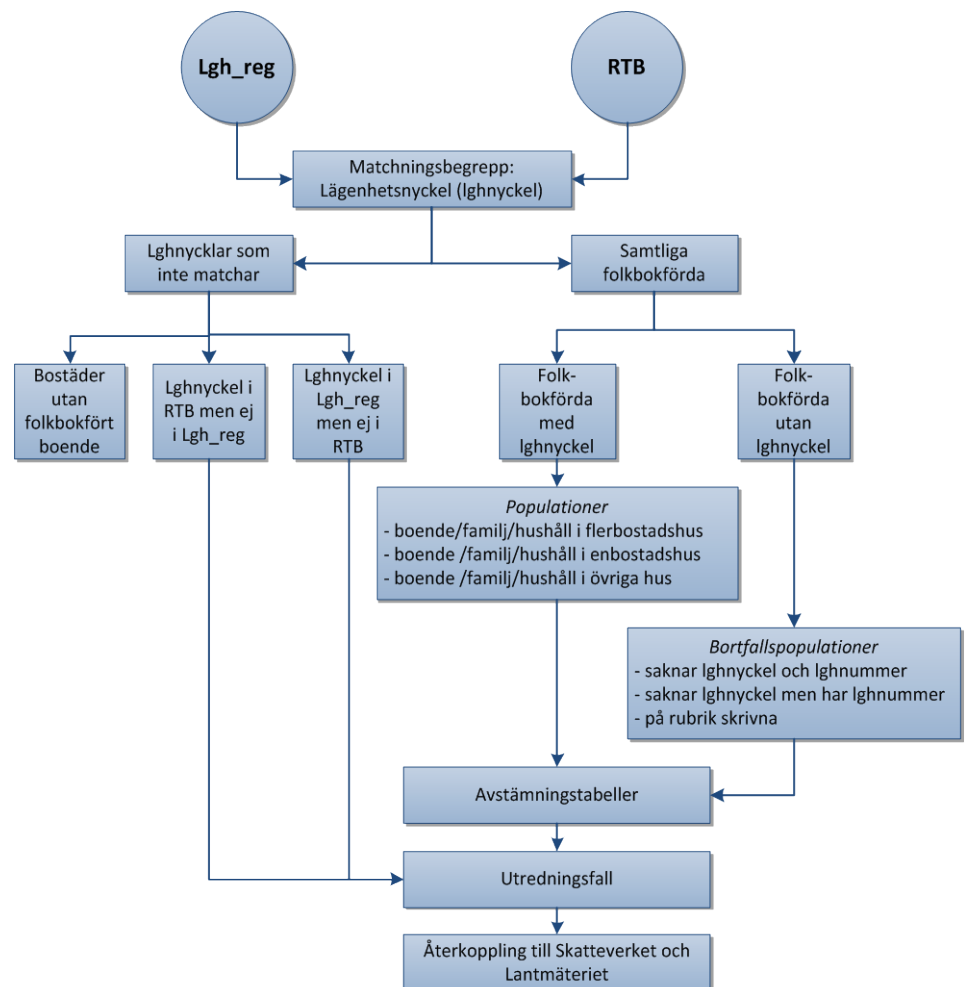 Lgh_reg
RTB
Matchningsbegrepp:
Lägenhetsnyckel (lghnyckel)
Lghnycklar som
inte matchar
Samtliga
folkbokförda
Bostäder
utan
folkbokfört
boende
Lghnyckel i
RTB men ej
i Lgh_reg
Lghnyckel i
Lgh_reg
men ej i
RTB
Folk-
bokförda
med
lghnyckel
Folk-
bokförda
utan
lghnyckel
Populationer
- boende/familj/hushåll i flerbostadshus
- boende /familj/hushåll i enbostadshus
- boende /familj/hushåll i övriga hus
Bortfallspopulationer
- saknar lghnyckel och lghnummer
- saknar lghnyckel men har lghnummer
- på rubrik skrivna
Avstämningstabeller
Utredningsfall
Återkoppling till Skatteverket och
Lantmäteriet